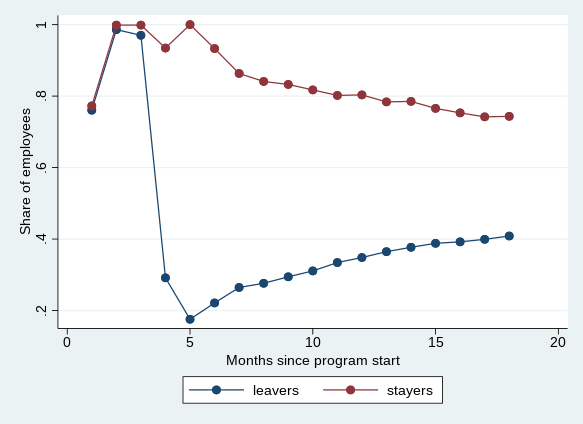 Share of employees
1
.8
.6
.4
.2
0 5 10 15 20
Months since program start
leavers stayers